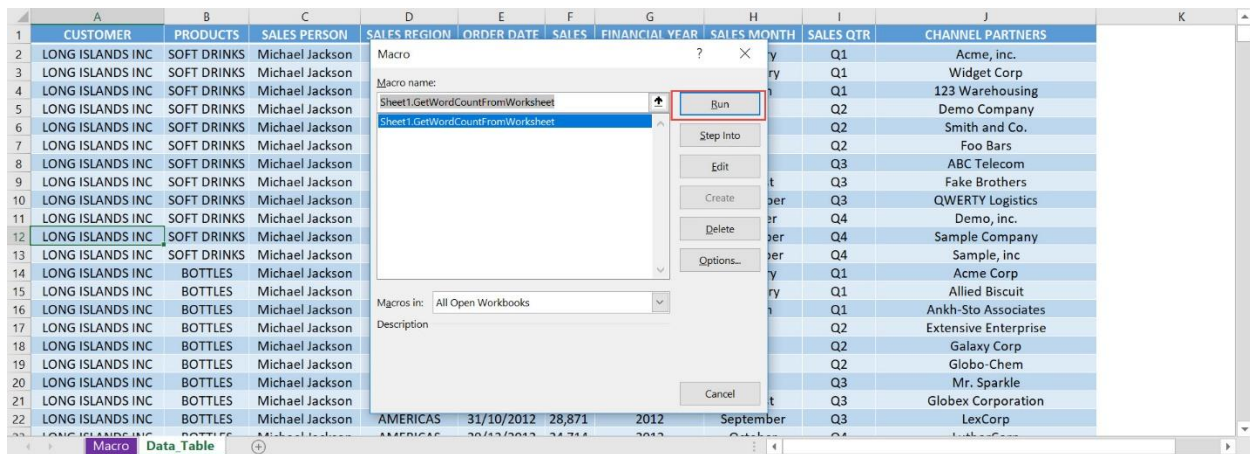 A B C D E F G H I J K
1 CUSTOMER PRODUCTS SALES PERSON SALES REGION ORDER DATE SALES FINANCIAL YEAR SALES MONTH SALES QTR CHANNEL PARTNERS
2 LONG ISLANDS INC SOFT DRINKS Michael Jackson ry Q1 Acme, inc.
3 LONG ISLANDS INC SOFT DRINKS Michael Jackson ry Q1 Widget Corp
4 LONG ISLANDS INC SOFT DRINKS Michael Jackson Q1 123 Warehousing
5 LONG ISLANDS INC SOFT DRINKS Michael Jackson Q2 Demo Company
6 LONG ISLANDS INC SOFT DRINKS Michael Jackson Q2 Smith and Co.
7 LONG ISLANDS INC SOFT DRINKS Michael Jackson Q2 Foo Bars
8 LONG ISLANDS INC SOFT DRINKS Michael Jackson Q3 ABC Telecom
9 LONG ISLANDS INC SOFT DRINKS Michael Jackson t Q3 Fake Brothers
10 LONG ISLANDS INC SOFT DRINKS Michael Jackson ber Q3 QWERTY Logistics
11 LONG ISLANDS INC SOFT DRINKS Michael Jackson er Q4 Demo, inc.
12 LONG ISLANDS INC SOFT DRINKS Michael Jackson ber Q4 Sample Company
13 LONG ISLANDS INC SOFT DRINKS Michael Jackson ber Q4 Sample, inc
14 LONG ISLANDS INC BOTTLES Michael Jackson y Q1 Acme Corp
15 LONG ISLANDS INC BOTTLES Michael Jackson ry Q1 Allied Biscuit
16 LONG ISLANDS INC BOTTLES Michael Jackson Q1 Ankh-Sto Associates
17 LONG ISLANDS INC BOTTLES Michael Jackson Q2 Extensive Enterprise
18 LONG ISLANDS INC BOTTLES Michael Jackson Q2 Galaxy Corp
19 LONG ISLANDS INC BOTTLES Michael Jackson Q2 Globo-Chem
20 LONG ISLANDS INC BOTTLES Michael Jackson Q3 Mr. Sparkle
21 LONG ISLANDS INC BOTTLES Michael Jackson t Q3 Globex Corporation
22 LONG ISLANDS INC BOTTLES Michael Jackson AMERICAS 31/10/2012 28,871 2012 September Q3 LexCorp
Macro ?
Macro name:
Sheet1.GetWordCountFromWorksheet
Sheet1.GetWordCountFromWorksheet
Run
Step Into
Edit
Create
Delete
Options...
Macros in: All Open Workbooks
Description
Cancel
Macro Data_Table